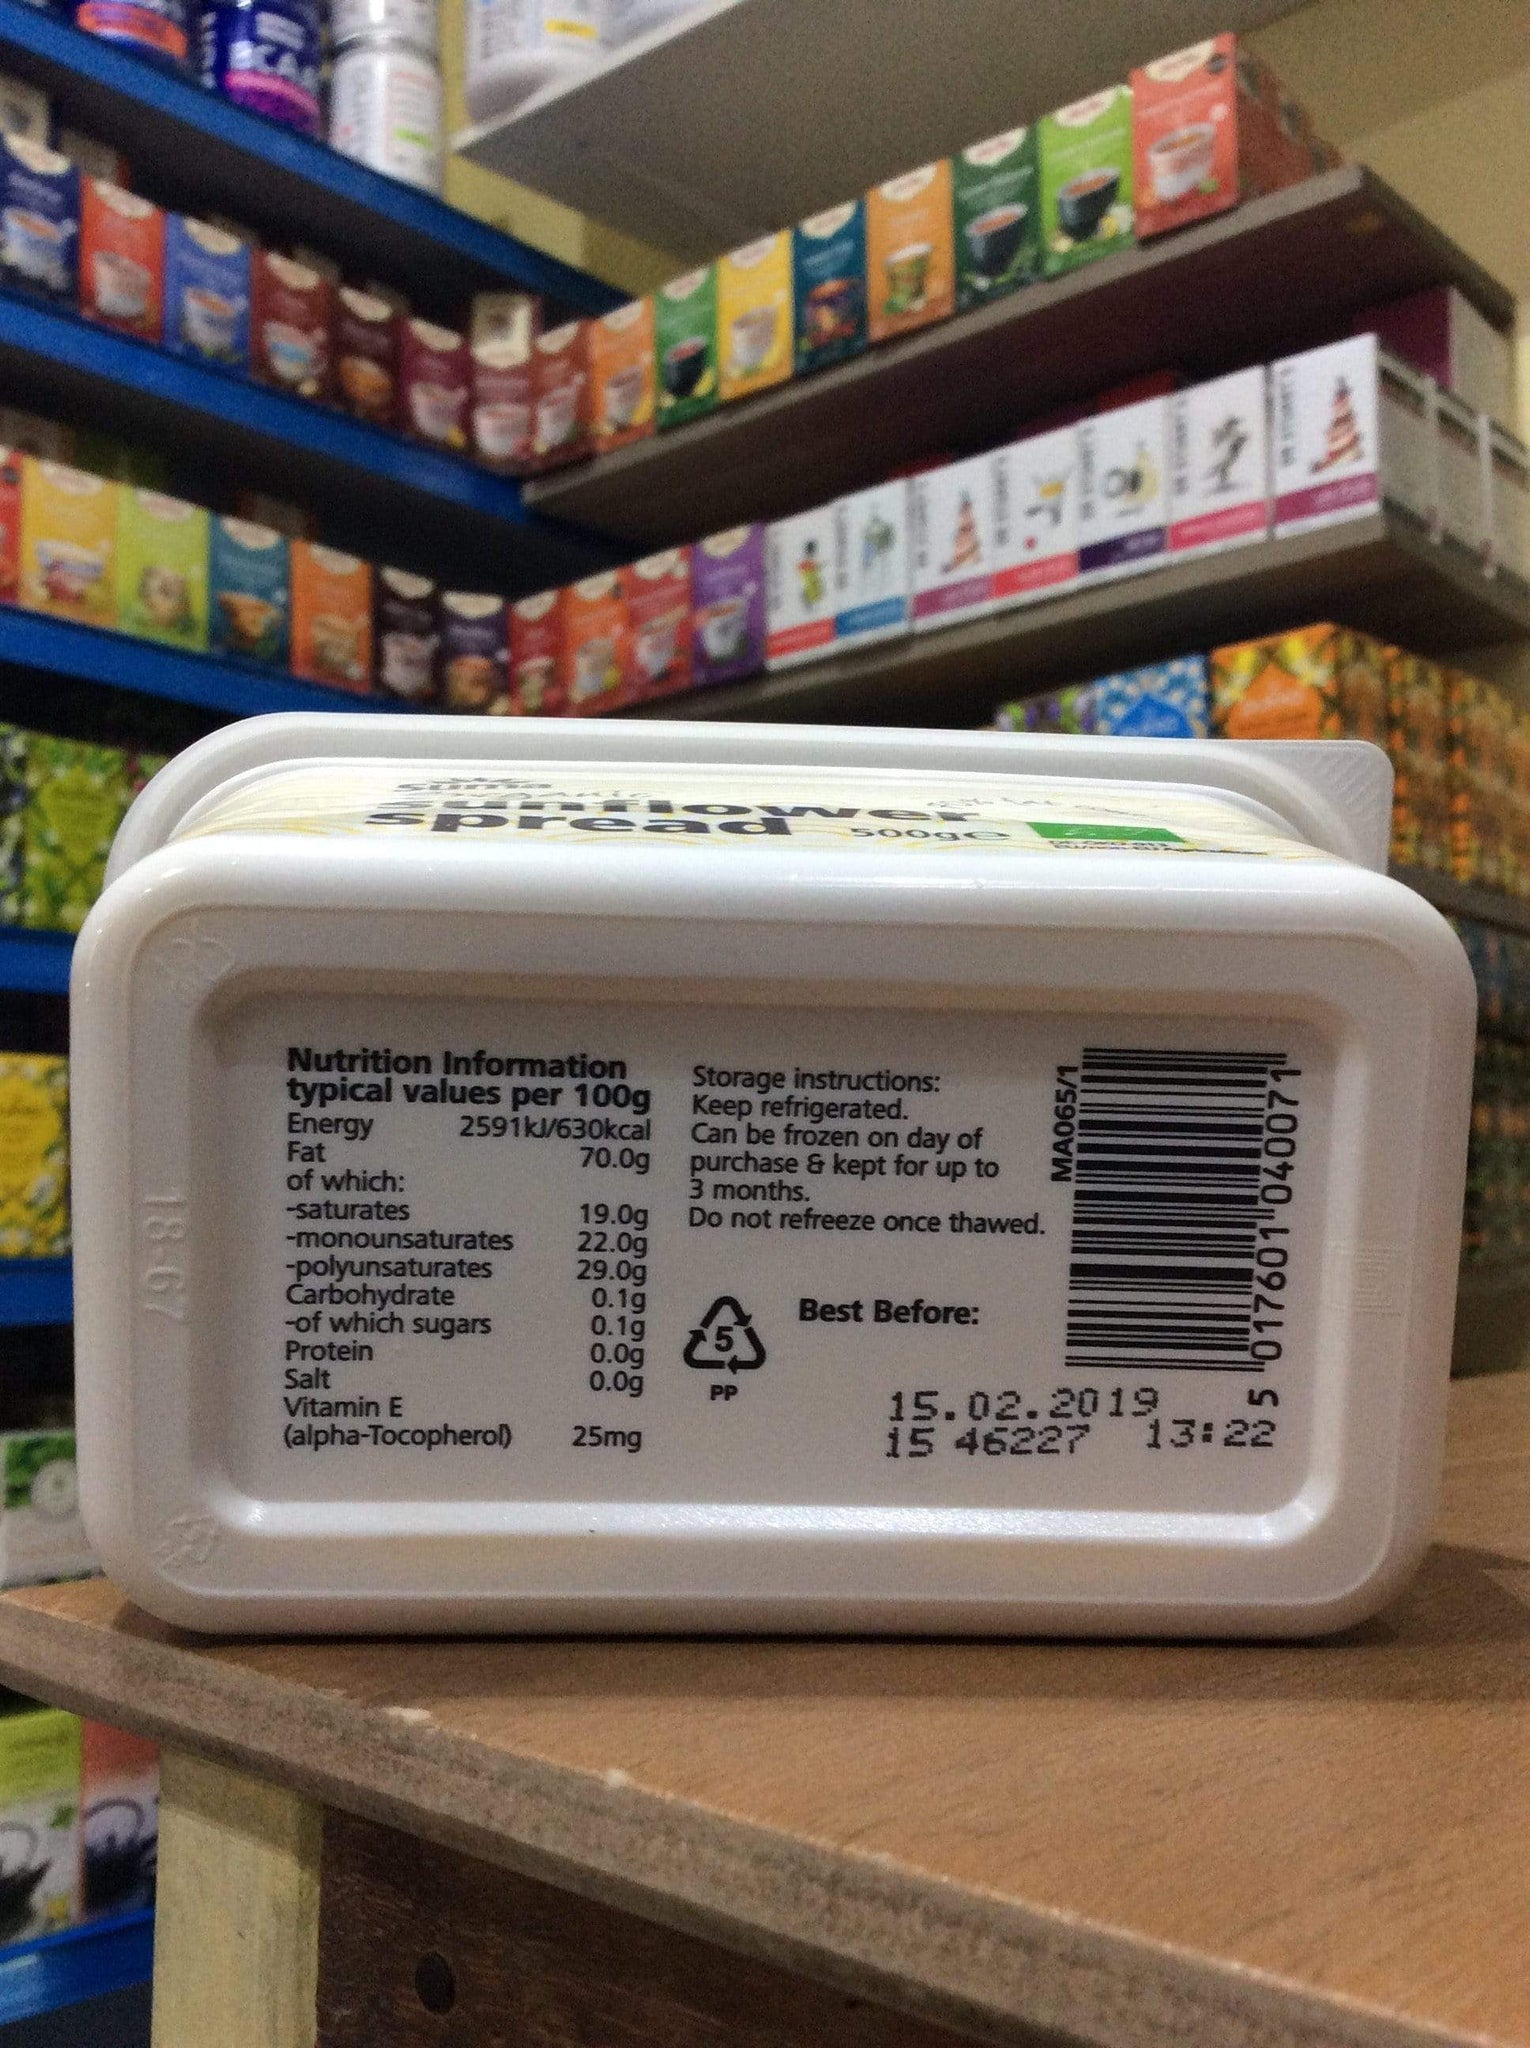 suma
organic
sunflower
spread 500g e
Nutrition Information
typical values per 100g
Energy 2591kJ/630kcal
Fat 70.0g
of which:
-saturates 19.0g
-monounsaturates 22.0g
-polyunsaturates 29.0g
Carbohydrate 0.1g
-of which sugars 0.1g
Protein 0.0g
Salt 0.0g
Vitamin E
(alpha-Tocopherol) 25mg
Storage instructions:
Keep refrigerated.
Can be frozen on day of
purchase & kept for up to
3 months.
Do not refreeze once thawed.
5
PP
Best Before:
15.02.2019
15 46227 13:22
MA065/1
5 017601 040071
18-67